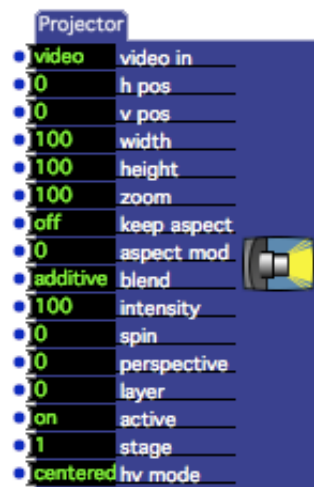 Projector
video video in
0 h pos
0 v pos
100 width
100 height
100 zoom
off keep aspect
0 aspect mod
additive blend
100 intensity
0 spin
0 perspective
0 layer
on active
1 stage
centered hv mode